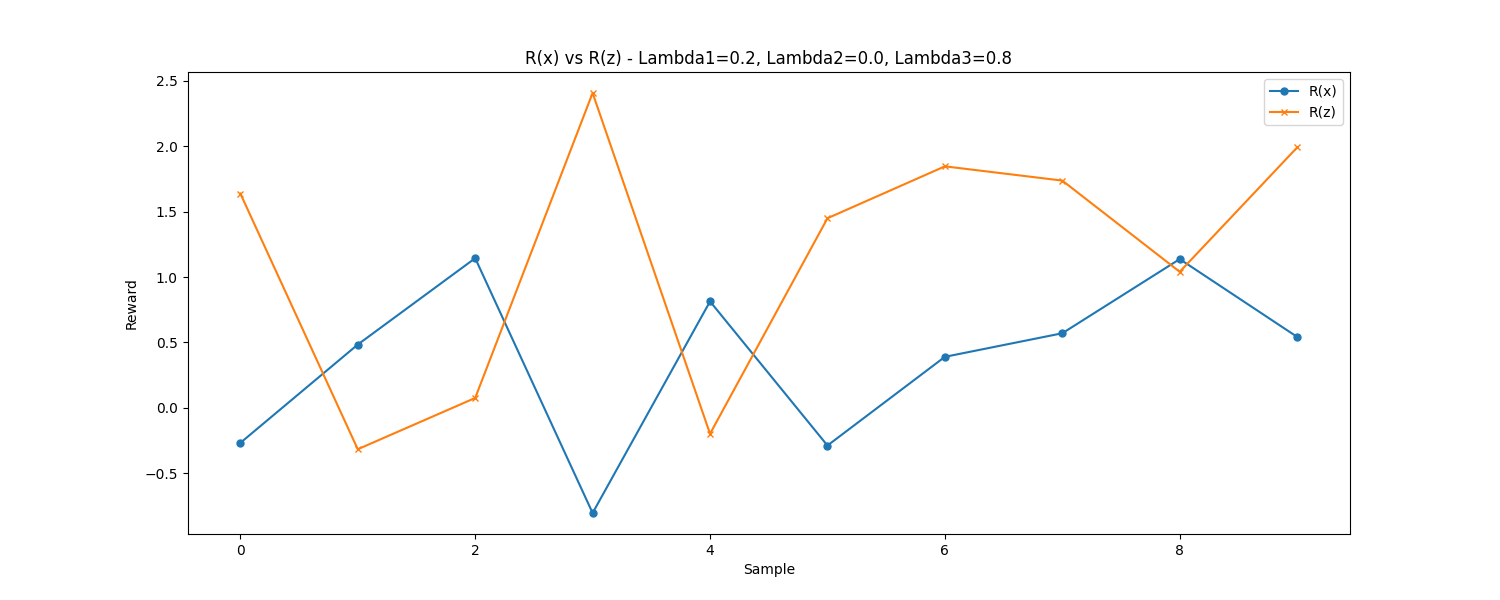 R(x) vs R(z) - Lambda1=0.2, Lambda2=0.0, Lambda3=0.8
R(x)
R(z)
Reward
2.5
2.0
1.5
1.0
0.5
0.0
−0.5
0 2 4 6 8
Sample